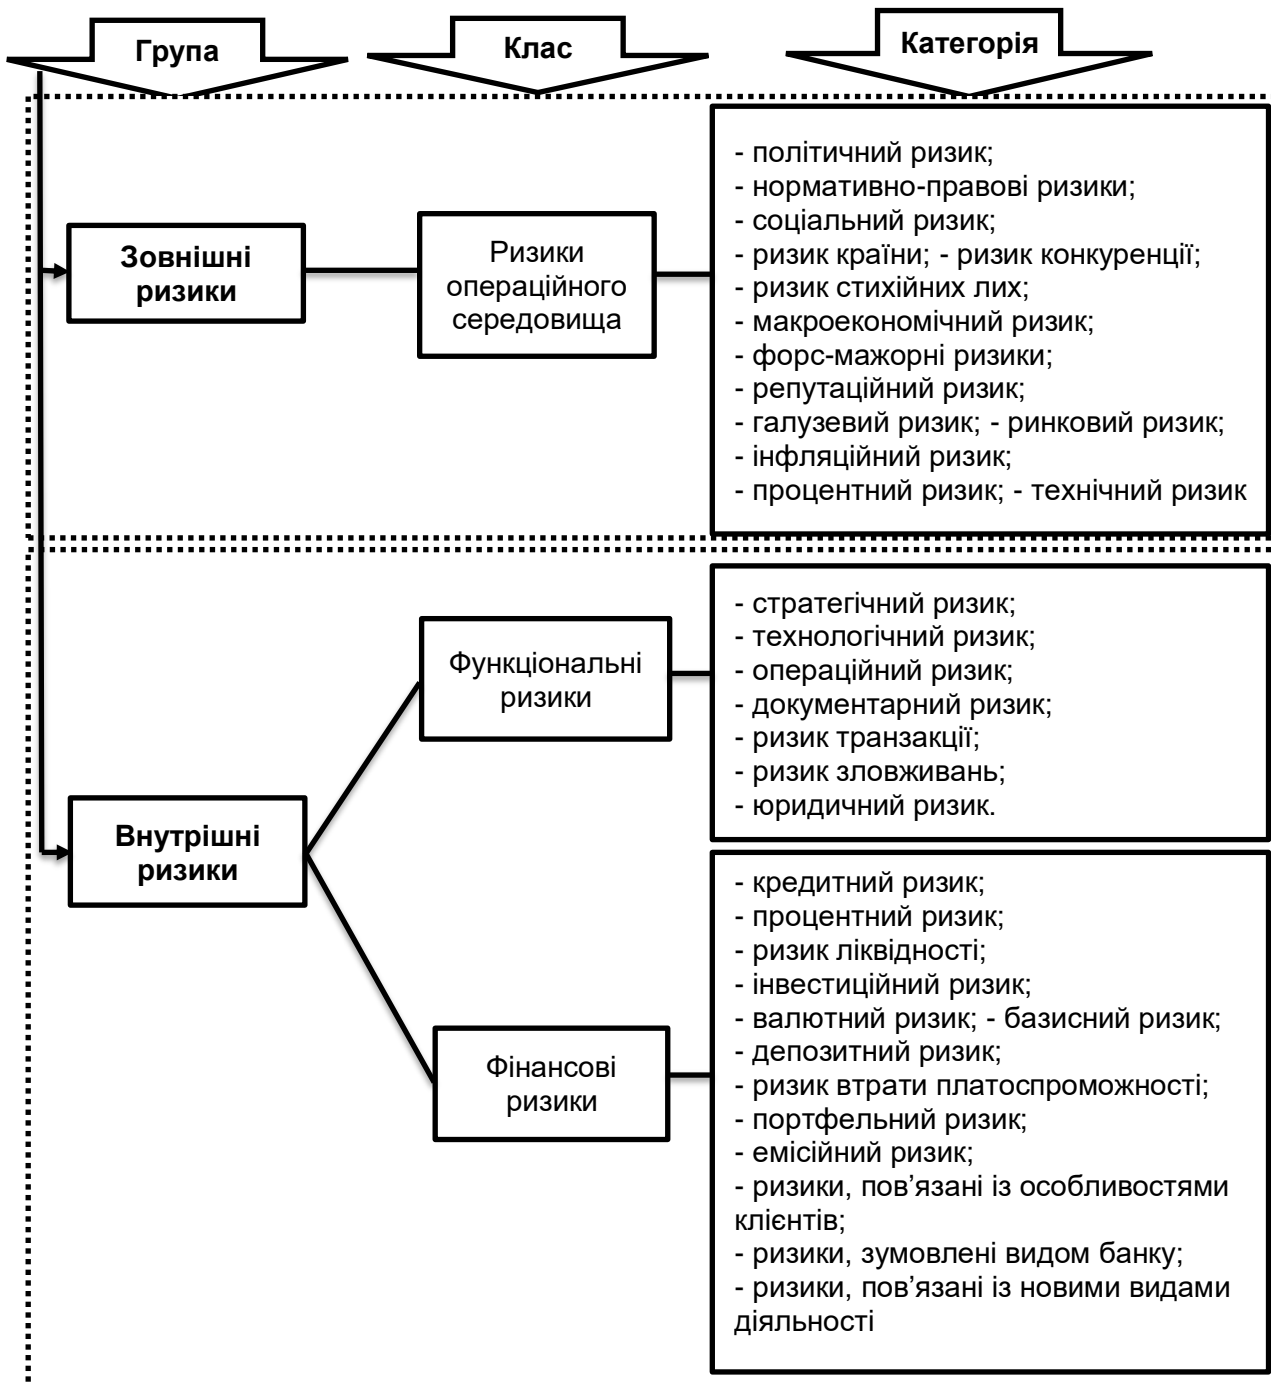 Група
Клас
Категорія
Зовнішні
ризики
Ризики
операційного
середовища
- політичний ризик;
- нормативно-правові ризики;
- соціальний ризик;
- ризик країни; - ризик конкуренції;
- ризик стихійних лих;
- макроекономічний ризик;
- форс-мажорні ризики;
- репутаційний ризик;
- галузевий ризик; - ринковий ризик;
- інфляційний ризик;
- процентний ризик; - технічний ризик
Внутрішні
ризики
Функціональні
ризики
- стратегічний ризик;
- технологічний ризик;
- операційний ризик;
- документарний ризик;
- ризик транзакції;
- ризик зловживань;
- юридичний ризик.
Фінансові
ризики
- кредитний ризик;
- процентний ризик;
- ризик ліквідності;
- інвестиційний ризик;
- валютний ризик; - базисний ризик;
- депозитний ризик;
- ризик втрати платоспроможності;
- портфельний ризик;
- емісійний ризик;
- ризики, пов’язані із особливостями
клієнтів;
- ризики, зумовлені видом банку;
- ризики, пов’язані із новими видами
діяльності